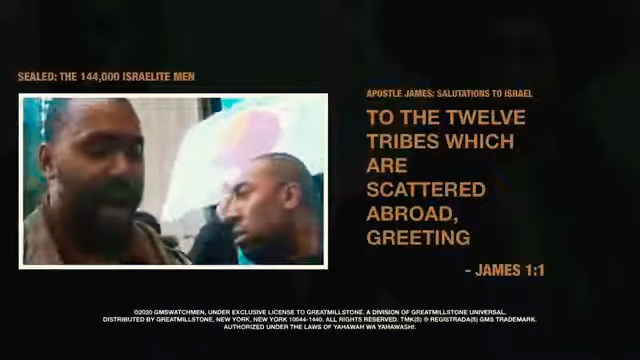 SEALED: THE 144,000 ISRAELITE MEN
APOSTLE JAMES: SALUTATIONS TO ISRAEL
TO THE TWELVE
TRIBES WHICH
ARE
SCATTERED
ABROAD,
GREETING
- JAMES 1:1
©2020 GMSWATCHMEN, UNDER EXCLUSIVE LICENSE TO GREATMILLSTONE. A DIVISION OF GREATMILLSTONE UNIVERSAL.
DISTRIBUTED BY GREATMILLSTONE, NEW YORK, NEW YORK 10044-1440. ALL RIGHTS RESERVED. TMK(S) ® REGISTRADA(S) GMS TRADEMARK.
AUTHORIZED UNDER THE LAWS OF YAHAWAH WA YAHAWASHI.